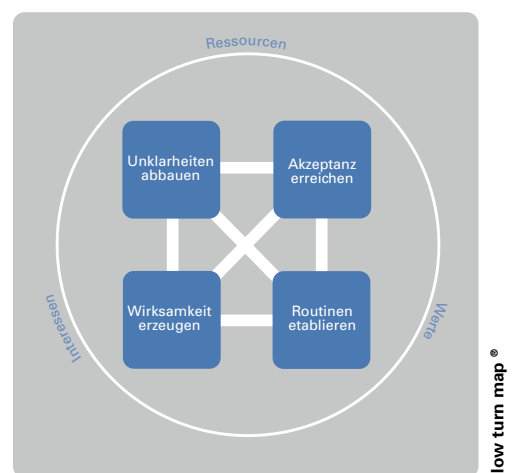 Ressourcen
Unklarheiten
abbauen
Akzeptanz
erreichen
Interessen
Werte
Wirksamkeit
erzeugen
Routinen
etablieren
low turn map ®